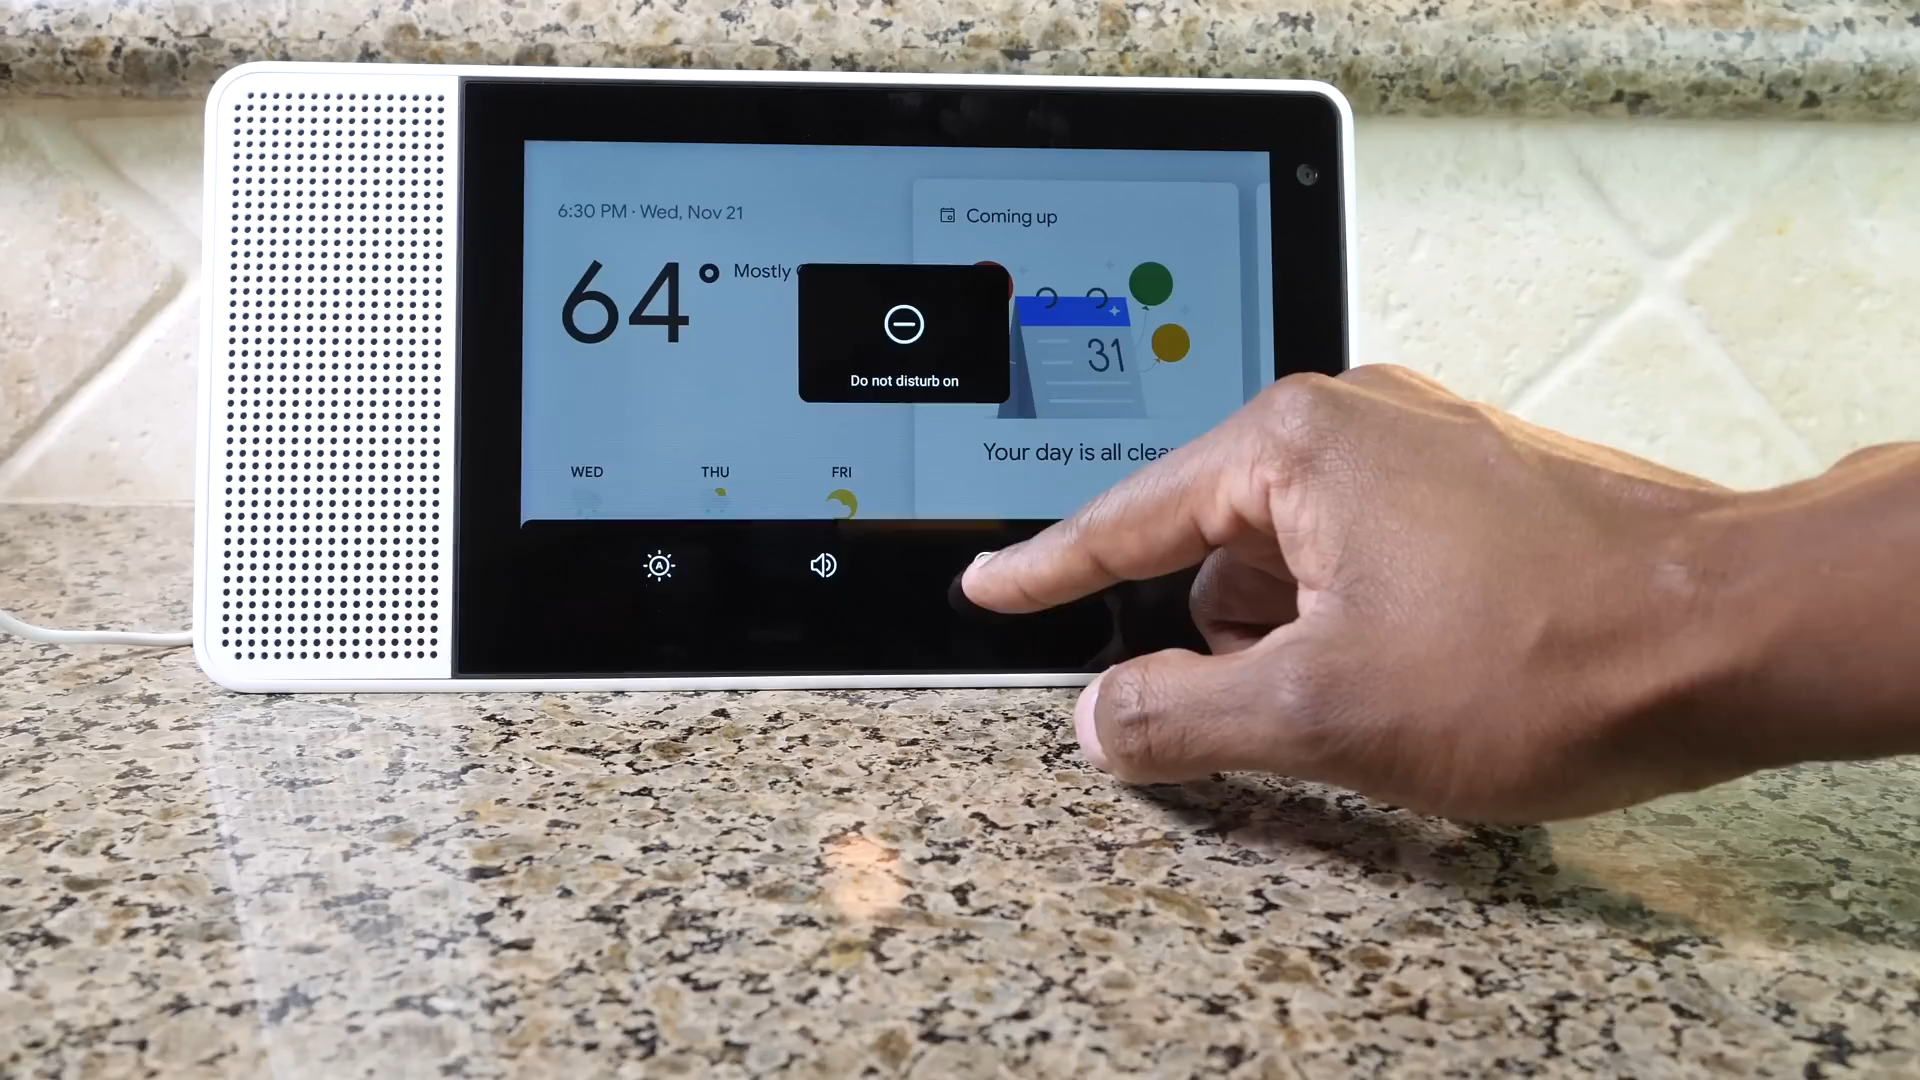 6:30 PM · Wed, Nov 21
64° Mostly
Coming up
31
Do not disturb on
Your day is all clear
WED THU FRI
A